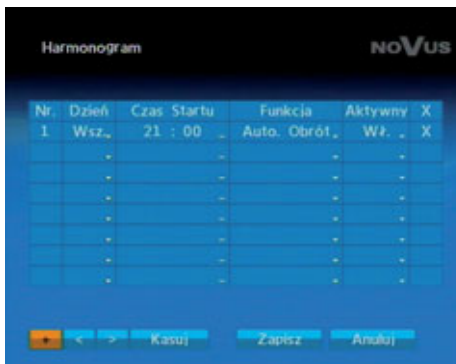 Harmonogram
NOVUS
Nr. Dzień Czas Startu Funkcja Aktywny X
1 Wsz. 21 : 00 Auto. Obrót Wł. X
+ < > Kasuj Zapisz Anuluj